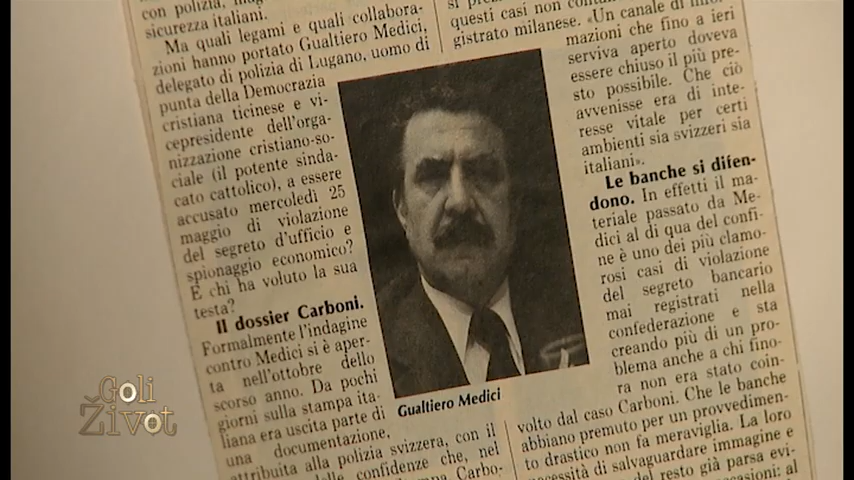 con polizia,
sicurezza italiani.
Ma quali legami e quali collabora-
zioni hanno portato Gualtiero Medici,
delegato di polizia di Lugano, uomo di
punta della Democrazia
cristiana ticinese e vi-
cepresidente dell'orga-
nizzazione cristiano-so-
ciale (il potente sinda-
cato cattolico), a essere
accusato mercoledì 25
maggio di violazione
del segreto d'ufficio e
spionaggio economico?
E chi ha voluto la sua
testa?
Il dossier Carboni.
Formalmente l'indagine
contro Medici si è aper-
ta nell'ottobre dello
scorso anno. Da pochi
giorni sulla stampa ita-
liana era uscita parte di
una documentazione,
attribuita alla polizia svizzera, con il
delle confidenze che, nel
Carbo-
Gualtiero Medici
questi casi non
gistrato milanese. «Un canale di
mazioni che fino a ieri
serviva aperto doveva
essere chiuso il più pre-
sto possibile. Che ciò
avvenisse era di inte-
resse vitale per certi
ambienti sia svizzeri sia
italiani».
Le banche si difen-
dono. In effetti il ma-
teriale passato da Me-
dici al di qua del confi-
ne è uno dei più clamo-
rosi casi di violazione
del segreto bancario
mai registrati nella
confederazione e sta
creando più di un pro-
blema anche a chi fino-
ra non era stato coin-
volto dal caso Carboni. Che le banche
abbiano premuto per un provvedimen-
to drastico non fa meraviglia. La loro
necessità di salvaguardare immagine e
del resto già parsa evi-
al
Goli
Život